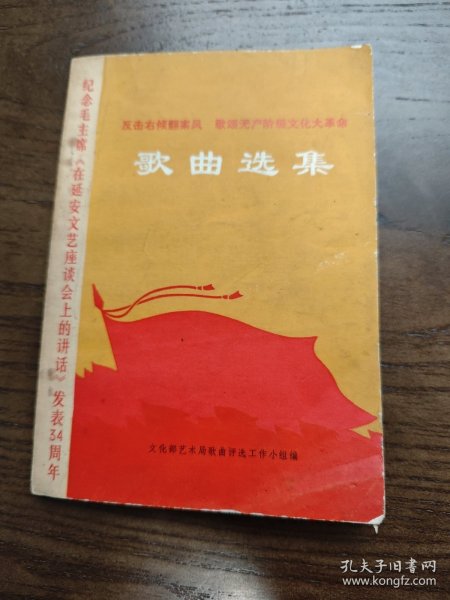 纪念毛主席《在延安文艺座谈会上的讲话》发表34周年
反击右倾翻案风 歌颂无产阶级文化大革命
歌曲选集
文化部艺术局歌曲评选工作小组编
孔夫子旧书网
www.kongfz.com